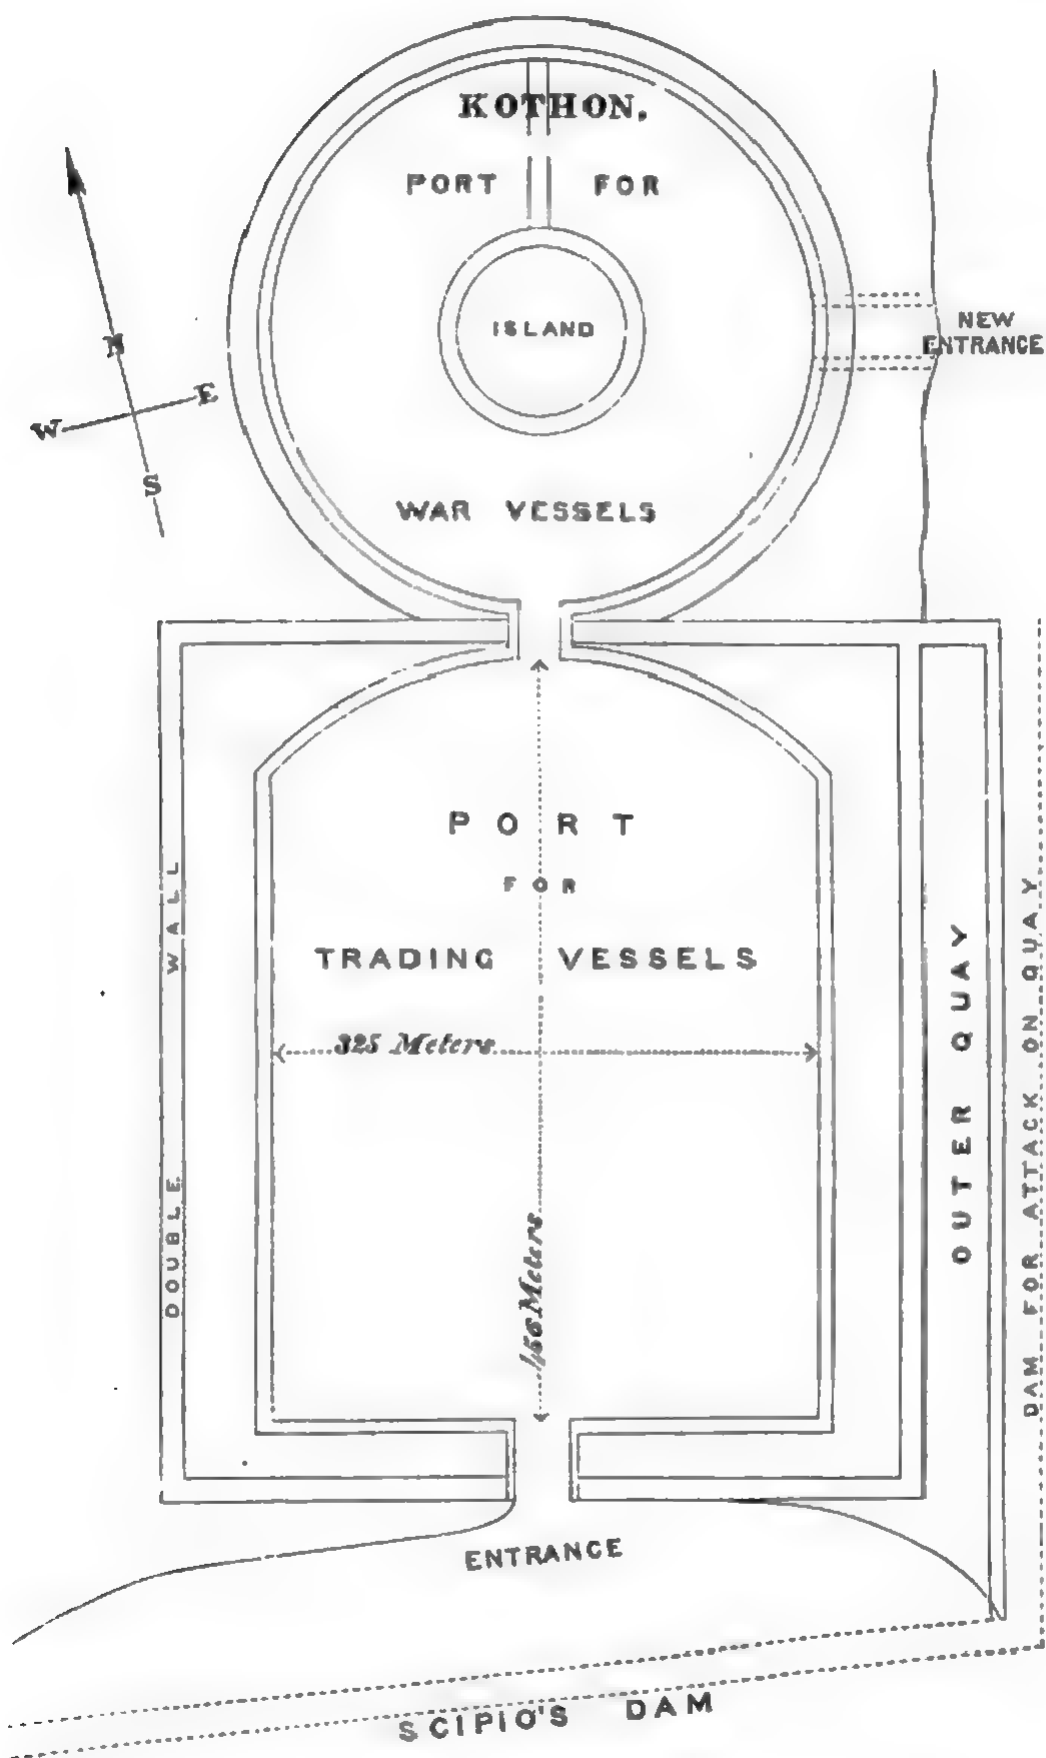 KOTHON.
PORT FOR
ISLAND
NEW
ENTRANCE
N
E
W
S
WAR VESSELS
PORT
FOR
TRADING VESSELS
325 Meters
456 Meters
DOUBLE WALL
OUTER QUAY
DAM FOR ATTACK ON QUAY
ENTRANCE
SCIPIO'S DAM